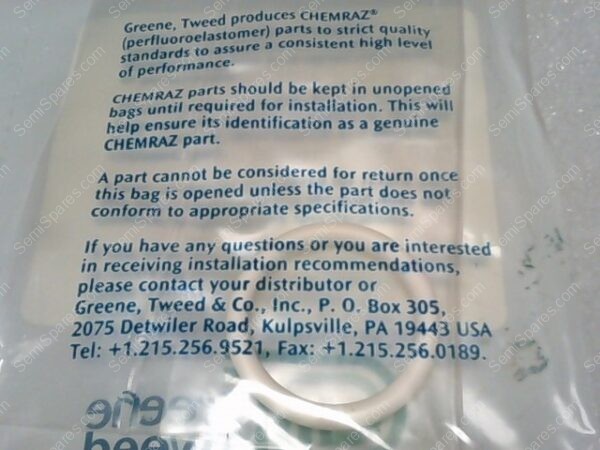 Greene, Tweed produces CHEMRAZ®
(perfluoroelastomer) parts to strict quality
standards to assure a consistent high level
of performance.
CHEMRAZ parts should be kept in unopened
bags until required for installation. This will
help ensure its identification as a genuine
CHEMRAZ part.
A part cannot be considered for return once
this bag is opened unless the part does not
conform to appropriate specifications.
If you have any questions or you are interested
in receiving installation recommendations,
please contact your distributor or
Greene, Tweed & Co., Inc., P. O. Box 305,
2075 Detwiler Road, Kulpsville, PA 19443 USA
Tel: +1.215.256.9521, Fax: +1.215.256.0189.
SemiSpares.com